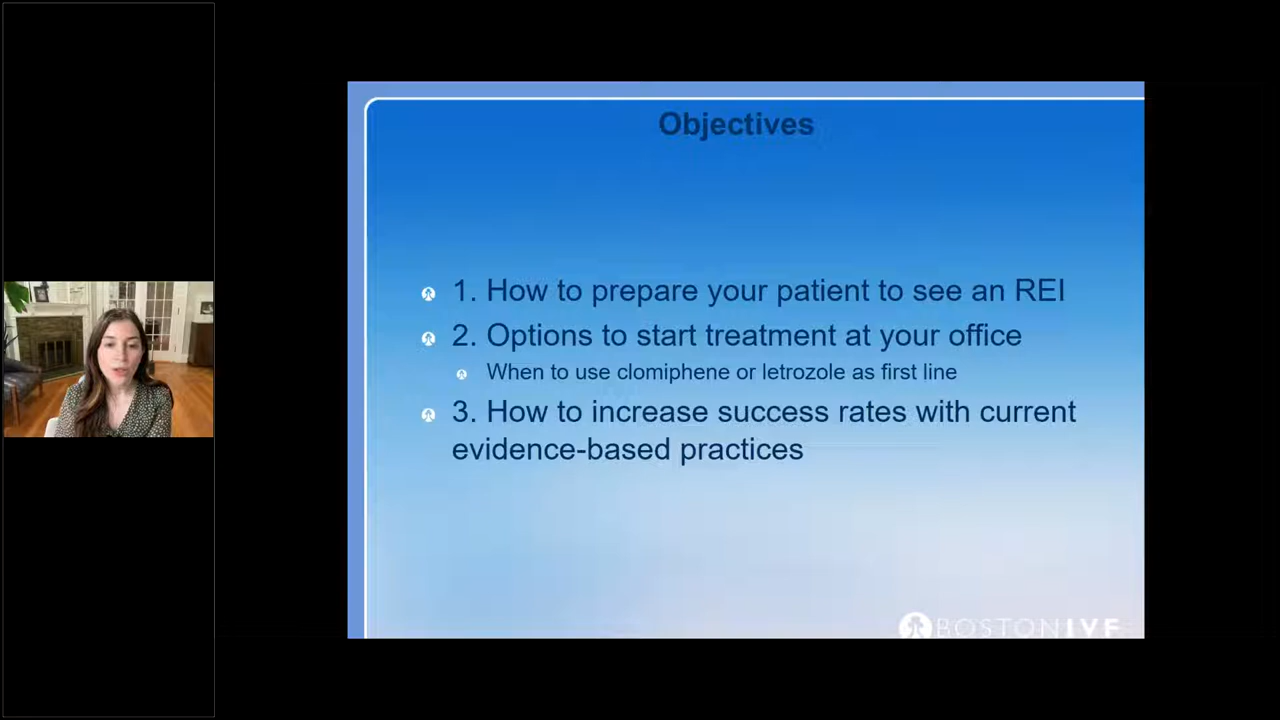 Objectives
1. How to prepare your patient to see an REI
2. Options to start treatment at your office
When to use clomiphene or letrozole as first line
3. How to increase success rates with current
evidence-based practices
BOSTON IVF